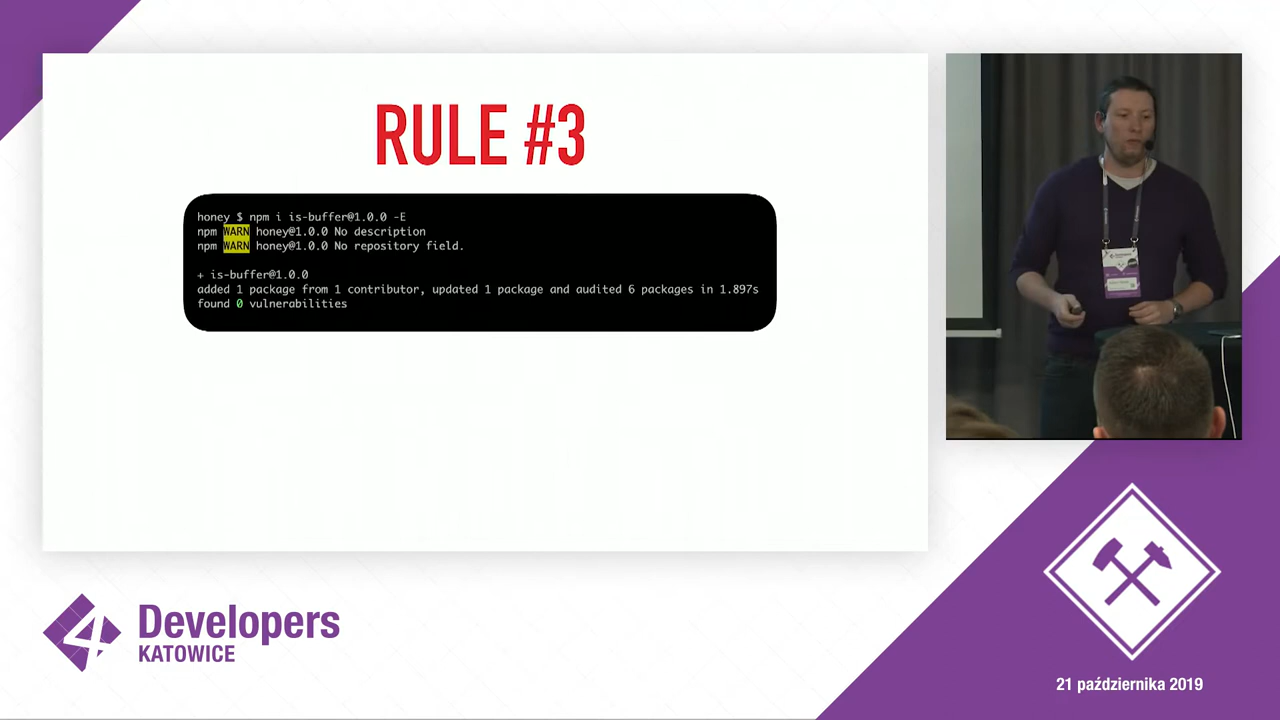 RULE #3
honey $ npm i is-buffer@1.0.0 -E
npm WARN honey@1.0.0 No description
npm WARN honey@1.0.0 No repository field.
+ is-buffer@1.0.0
added 1 package from 1 contributor, updated 1 package and audited 6 packages in 1.897s
found 0 vulnerabilities
4
Developers
KATOWICE
21 października 2019